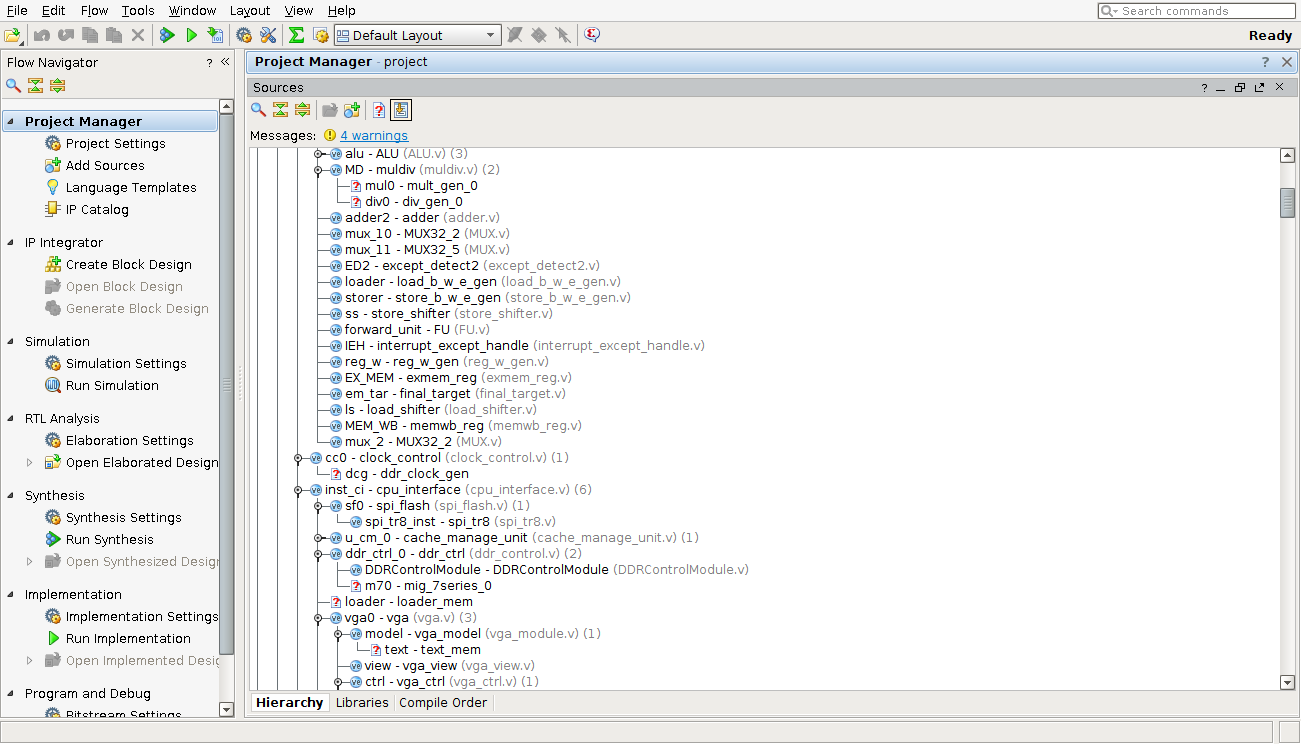 File Edit Flow Tools Window Layout View Help
Search commands
Default Layout
Ready
Flow Navigator
Project Manager
Project Settings
Add Sources
Language Templates
IP Catalog
IP Integrator
Create Block Design
Open Block Design
Generate Block Design
Simulation
Simulation Settings
Run Simulation
RTL Analysis
Elaboration Settings
Open Elaborated Design
Synthesis
Synthesis Settings
Run Synthesis
Open Synthesized Desig
Implementation
Implementation Settings
Run Implementation
Open Implemented Desig
Program and Debug
Bitstream Settings
Project Manager - project
Sources
Messages: 4 warnings
alu - ALU (ALU.v) (3)
MD - muldiv (muldiv.v) (2)
mul0 - mult_gen_0
div0 - div_gen_0
adder2 - adder (adder.v)
mux_10 - MUX32_2 (MUX.v)
mux_11 - MUX32_5 (MUX.v)
ED2 - except_detect2 (except_detect2.v)
loader - load_b_w_e_gen (load_b_w_e_gen.v)
storer - store_b_w_e_gen (store_b_w_e_gen.v)
ss - store_shifter (store_shifter.v)
forward_unit - FU (FU.v)
IEH - interrupt_except_handle (interrupt_except_handle.v)
reg_w - reg_w_gen (reg_w_gen.v)
EX_MEM - exmem_reg (exmem_reg.v)
em_tar - final_target (final_target.v)
ls - load_shifter (load_shifter.v)
MEM_WB - memwb_reg (memwb_reg.v)
mux_2 - MUX32_2 (MUX.v)
cc0 - clock_control (clock_control.v) (1)
dcg - ddr_clock_gen
inst_ci - cpu_interface (cpu_interface.v) (6)
sf0 - spi_flash (spi_flash.v) (1)
spi_tr8_inst - spi_tr8 (spi_tr8.v)
u_cm_0 - cache_manage_unit (cache_manage_unit.v) (1)
ddr_ctrl_0 - ddr_ctrl (ddr_control.v) (2)
DDRControlModule - DDRControlModule (DDRControlModule.v)
m70 - mig_7series_0
loader - loader_mem
vga0 - vga (vga.v) (3)
model - vga_model (vga_module.v) (1)
text - text_mem
view - vga_view (vga_view.v)
ctrl - vga_ctrl (vga_ctrl.v) (1)
Hierarchy Libraries Compile Order